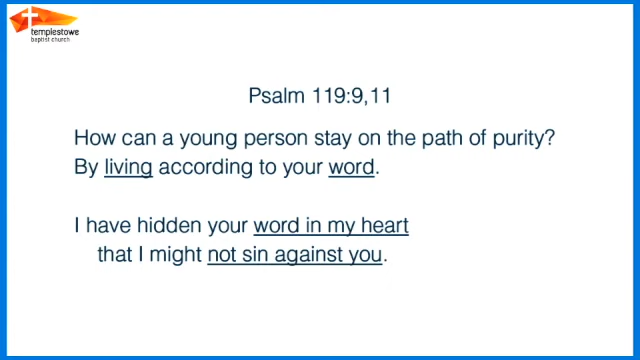 templestowe
baptist church
Psalm 119:9,11
How can a young person stay on the path of purity?
By living according to your word.
I have hidden your word in my heart
that I might not sin against you.